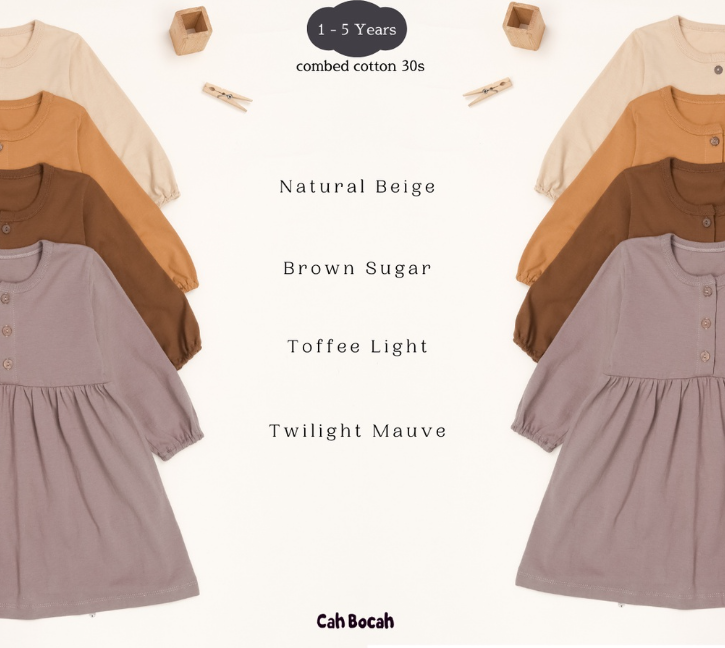 1 - 5 Years
combed cotton 30s
Natural Beige
Brown Sugar
Toffee Light
Twilight Mauve
Cah Bocah